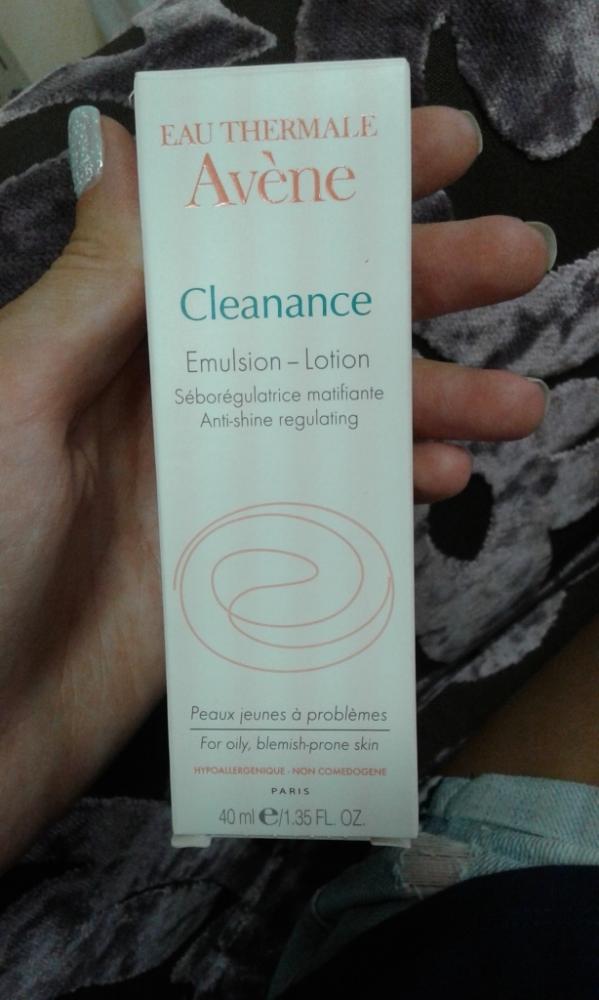 EAU THERMALE
Avène
Cleanance
Emulsion – Lotion
Séborégulatrice matifiante
Anti-shine regulating
Peaux jeunes à problèmes
For oily, blemish-prone skin
HYPOALLERGENIQUE - NON COMEDOGENE
PARIS
40 ml e/1.35 FL. OZ.